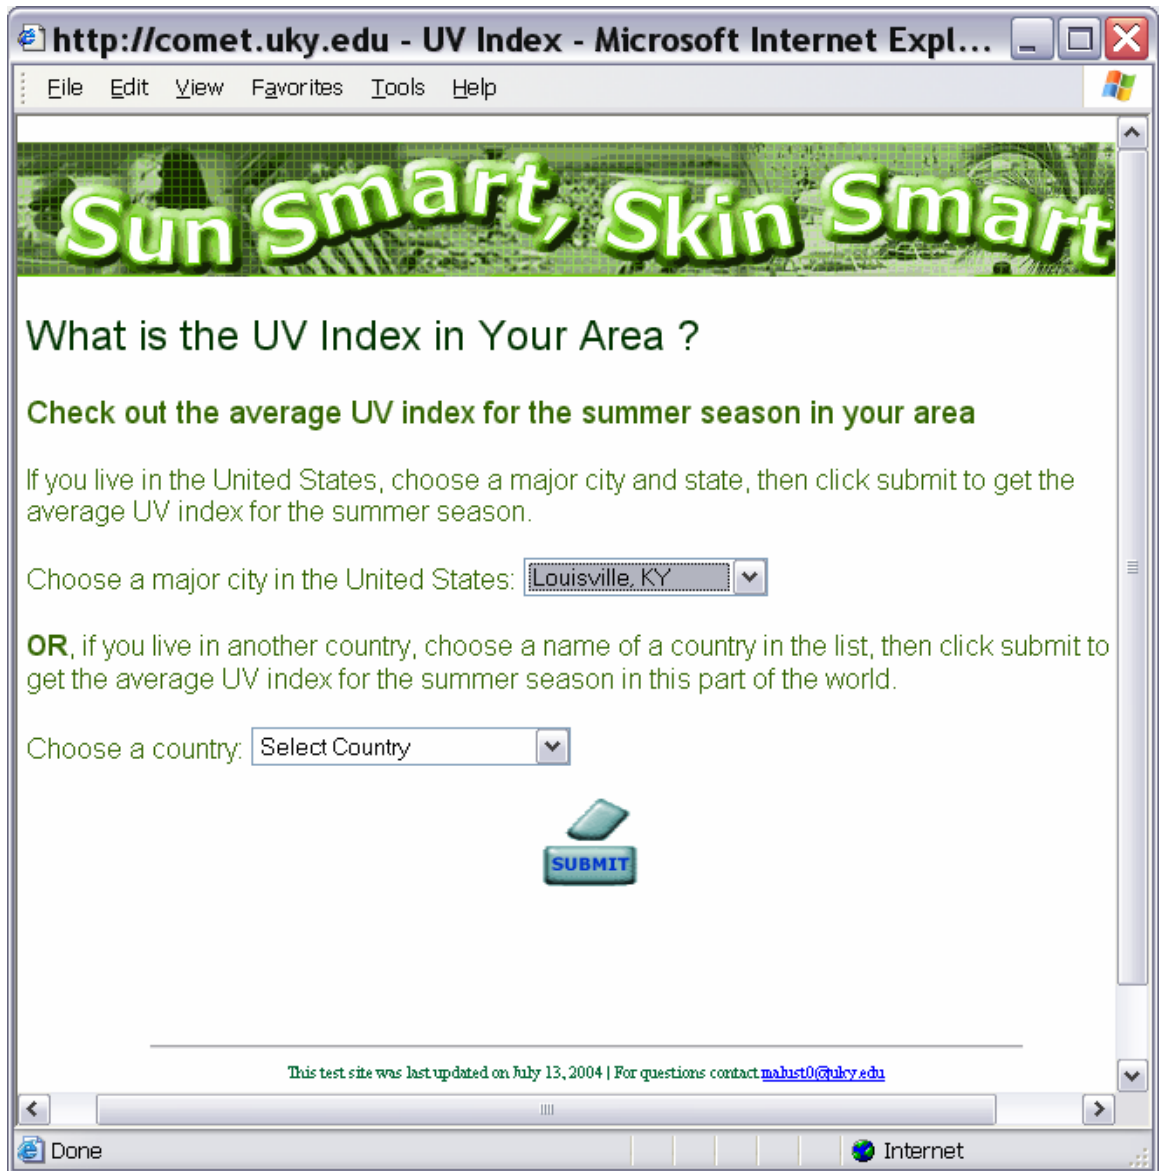 http://comet.uky.edu - UV Index - Microsoft Internet Expl...
File Edit View Favorites Tools Help
Sun Smart, Skin Smart
What is the UV Index in Your Area ?
Check out the average UV index for the summer season in your area
If you live in the United States, choose a major city and state, then click submit to get the
average UV index for the summer season.
Choose a major city in the United States: Louisville, KY
OR, if you live in another country, choose a name of a country in the list, then click submit to
get the average UV index for the summer season in this part of the world.
Choose a country: Select Country
SUBMIT
This test site was last updated on July 13, 2004 | For questions contact malust0@uky.edu
Done Internet